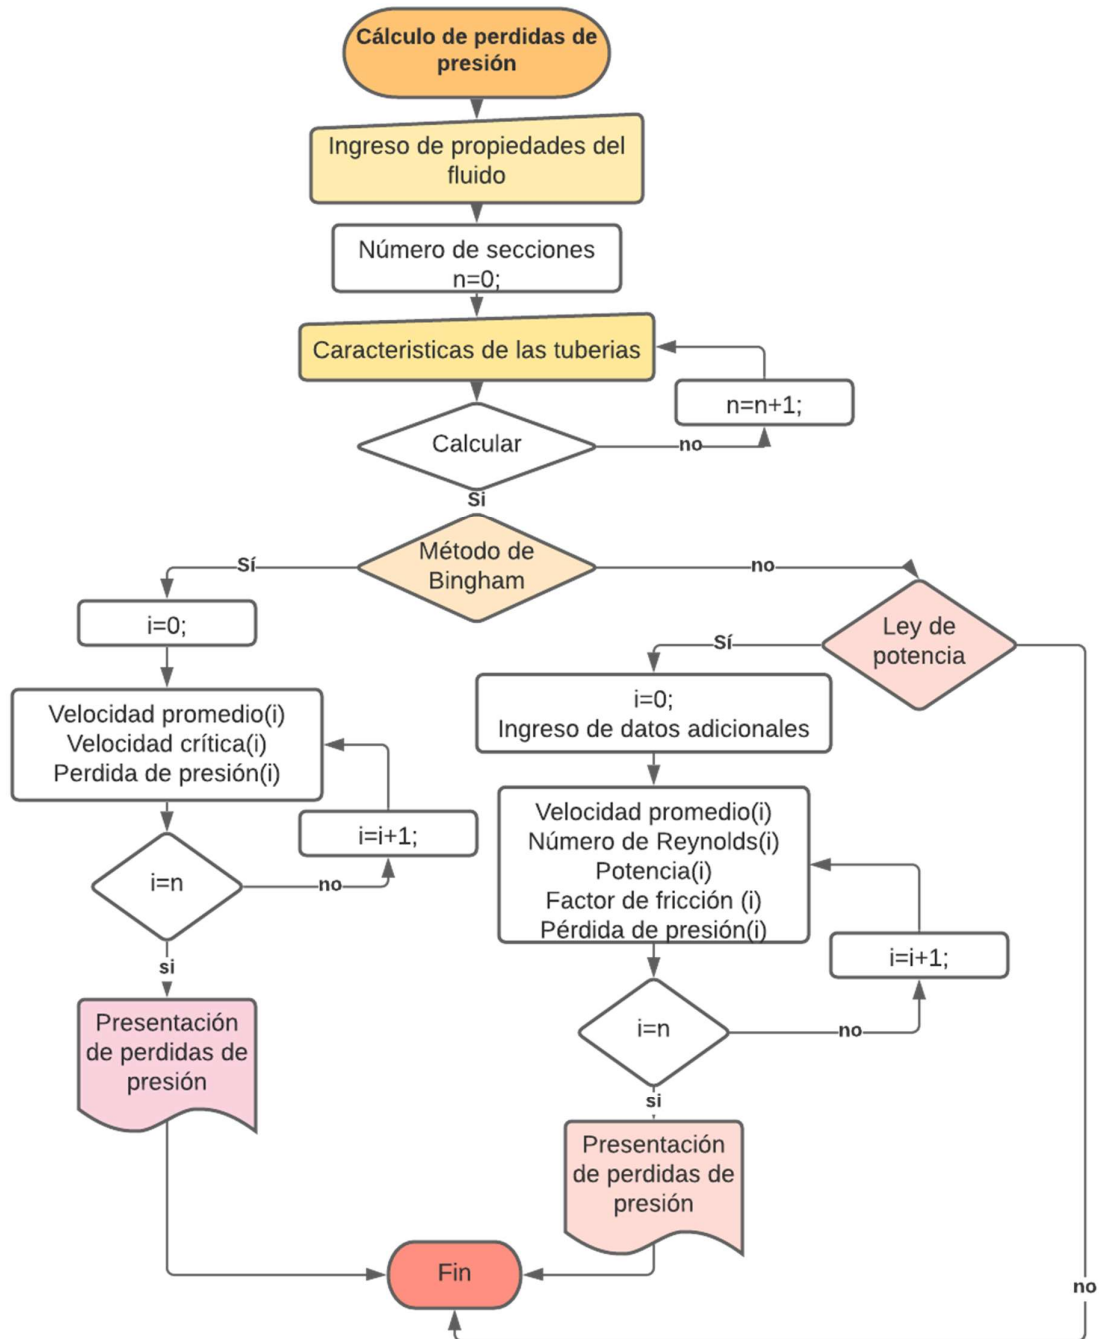 Cálculo de perdidas de
presión
Ingreso de propiedades del
fluido
Número de secciones
n=0;
Caracteristicas de las tuberias
n=n+1;
Calcular
no
Si
Método de
Bingham
Sí
no
i=0;
Ley de
potencia
Sí
i=0;
Ingreso de datos adicionales
Velocidad promedio(i)
Velocidad crítica(i)
Perdida de presión(i)
i=i+1;
i=n
no
si
Velocidad promedio(i)
Número de Reynolds(i)
Potencia(i)
Factor de fricción (i)
Pérdida de presión(i)
i=i+1;
i=n
no
si
Presentación
de perdidas de
presión
Presentación
de perdidas de
presión
Fin
no